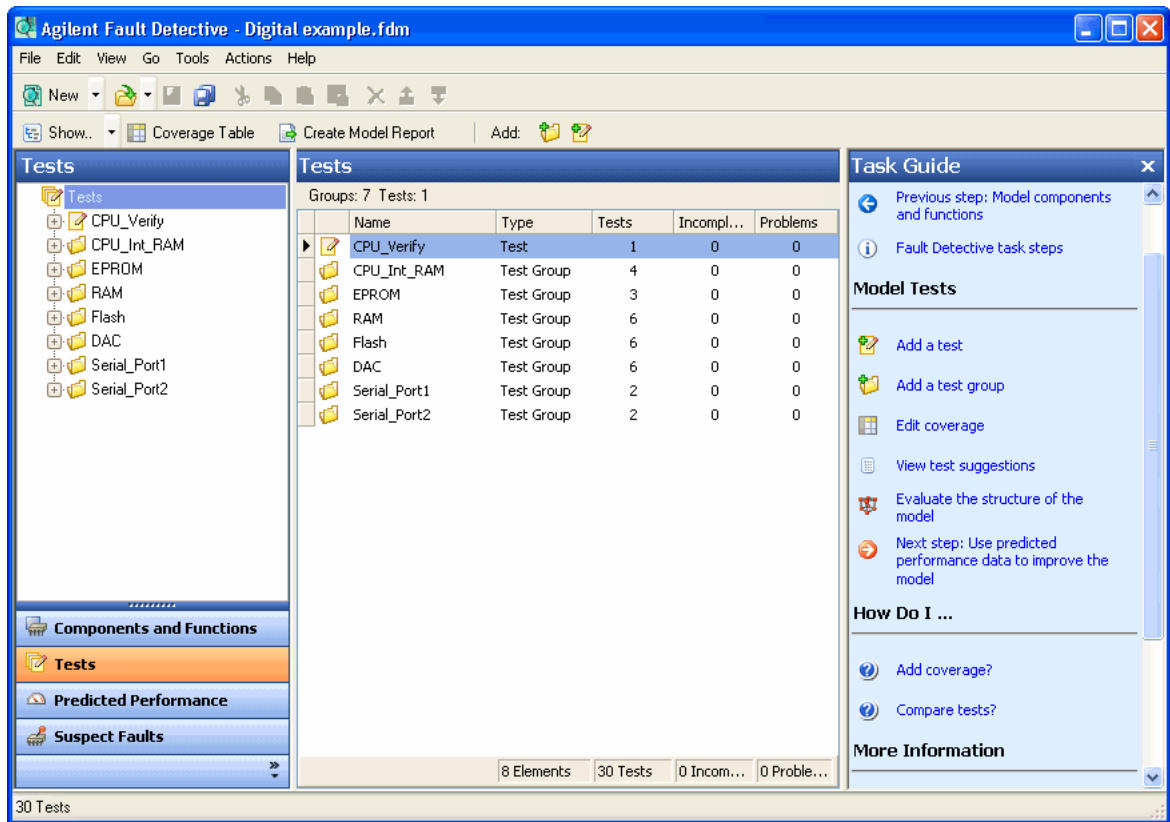 Agilent Fault Detective - Digital example.fdm
File Edit View Go Tools Actions Help
New
Show.. Coverage Table Create Model Report Add:
Tests
Tests
CPU_Verify
CPU_Int_RAM
EPROM
RAM
Flash
DAC
Serial_Port1
Serial_Port2
Components and Functions
Tests
Predicted Performance
Suspect Faults
Tests
Groups: 7 Tests: 1
Name Type Tests Incompl... Problems
CPU_Verify Test 1 0 0
CPU_Int_RAM Test Group 4 0 0
EPROM Test Group 3 0 0
RAM Test Group 6 0 0
Flash Test Group 6 0 0
DAC Test Group 6 0 0
Serial_Port1 Test Group 2 0 0
Serial_Port2 Test Group 2 0 0
8 Elements 30 Tests 0 Incom... 0 Proble...
Task Guide
Previous step: Model components
and functions
Fault Detective task steps
Model Tests
Add a test
Add a test group
Edit coverage
View test suggestions
Evaluate the structure of the
model
Next step: Use predicted
performance data to improve the
model
How Do I ...
Add coverage?
Compare tests?
More Information
30 Tests